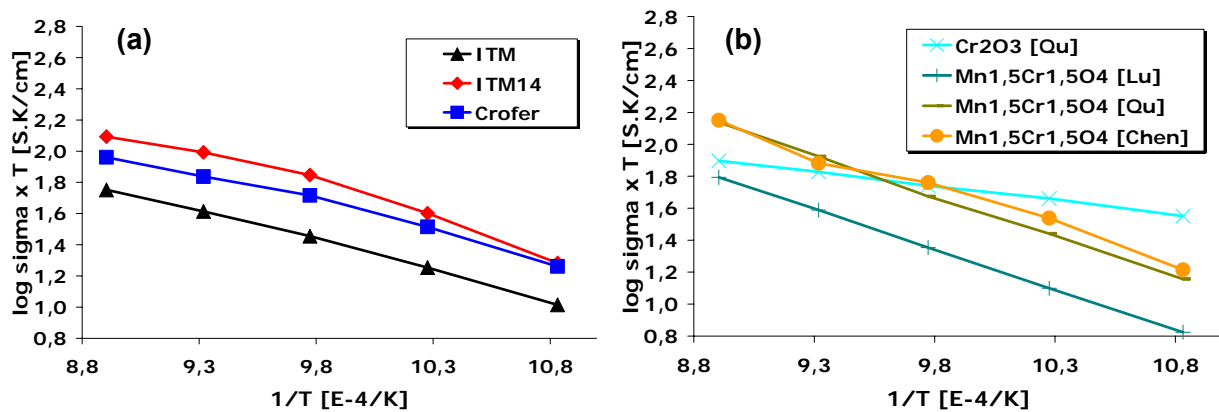 (a)
ITM
ITM14
Crofer
log sigma x T [S.K/cm]
2,8
2,6
2,4
2,2
2,0
1,8
1,6
1,4
1,2
1,0
0,8
8,8 9,3 9,8 10,3 10,8
1/T [E-4/K]
(b)
Cr2O3 [Qu]
Mn1,5Cr1,5O4 [Lu]
Mn1,5Cr1,5O4 [Qu]
Mn1,5Cr1,5O4 [Chen]
log sigma x T [S.K/cm]
2,8
2,6
2,4
2,2
2,0
1,8
1,6
1,4
1,2
1,0
0,8
8,8 9,3 9,8 10,3 10,8
1/T [E-4/K]